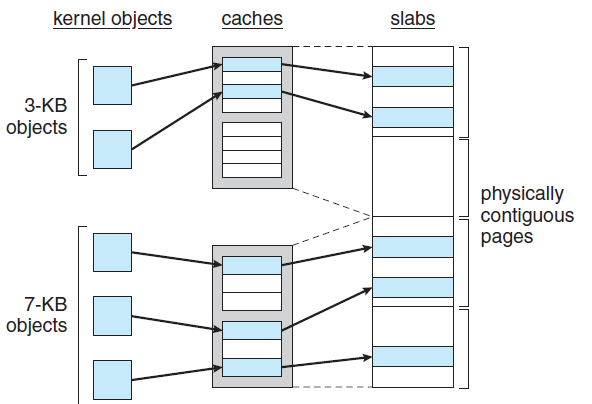 kernel objects
caches
slabs
3-KB
objects
physically
contiguous
pages
7-KB
objects